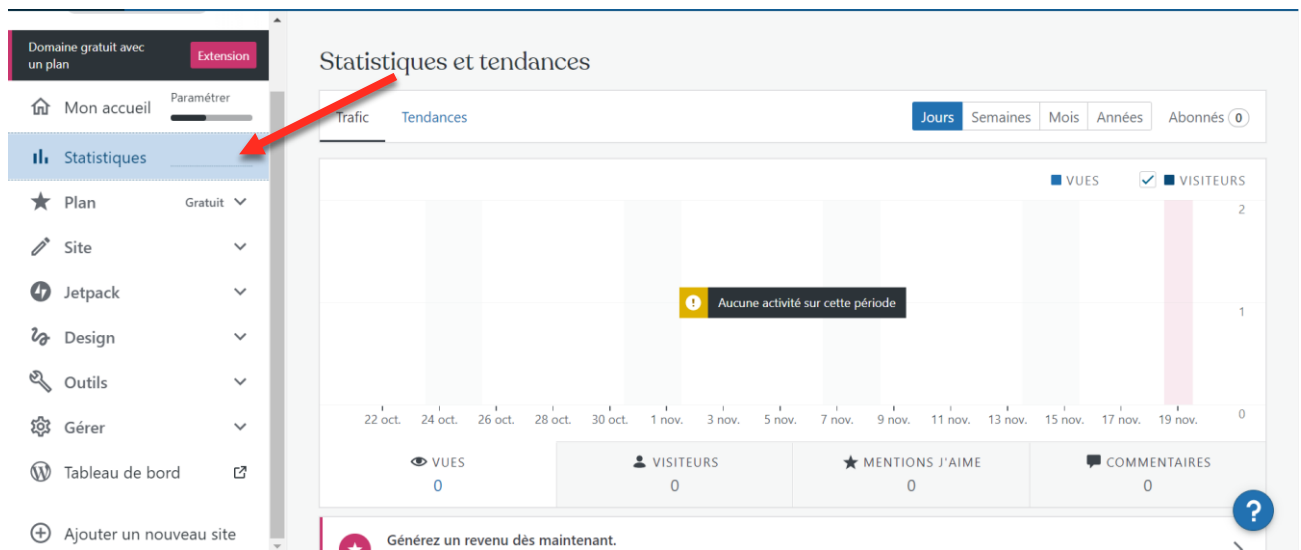 Domaine gratuit avec
un plan
Extension
Mon accueil
Paramétrer
Statistiques
Plan
Gratuit
Site
Jetpack
Design
Outils
Gérer
Tableau de bord
Ajouter un nouveau site
Statistiques et tendances
Trafic Tendances Jours Semaines Mois Années Abonnés 0
VUES VISITEURS
2
Aucune activité sur cette période
1
0
22 oct. 24 oct. 26 oct. 28 oct. 30 oct. 1 nov. 3 nov. 5 nov. 7 nov. 9 nov. 11 nov. 13 nov. 15 nov. 17 nov. 19 nov.
VUES VISITEURS MENTIONS J'AIME COMMENTAIRES
0 0 0 0
?
Générez un revenu dès maintenant.